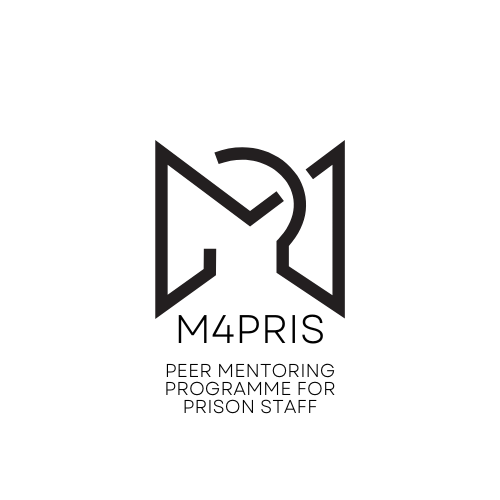 M4PRIS
PEER MENTORING
PROGRAMME FOR
PRISON STAFF